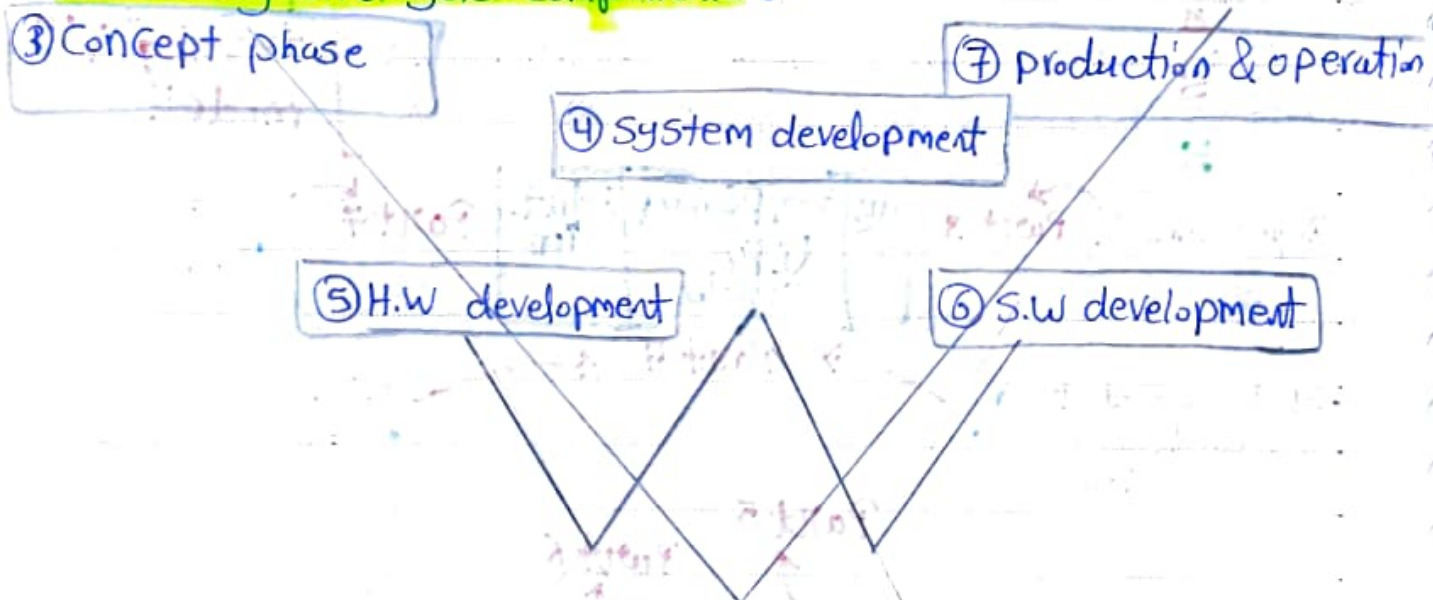 ③ Concept phase
⑦ production & operation
④ System development
⑤ H.W development
⑥ S.W development